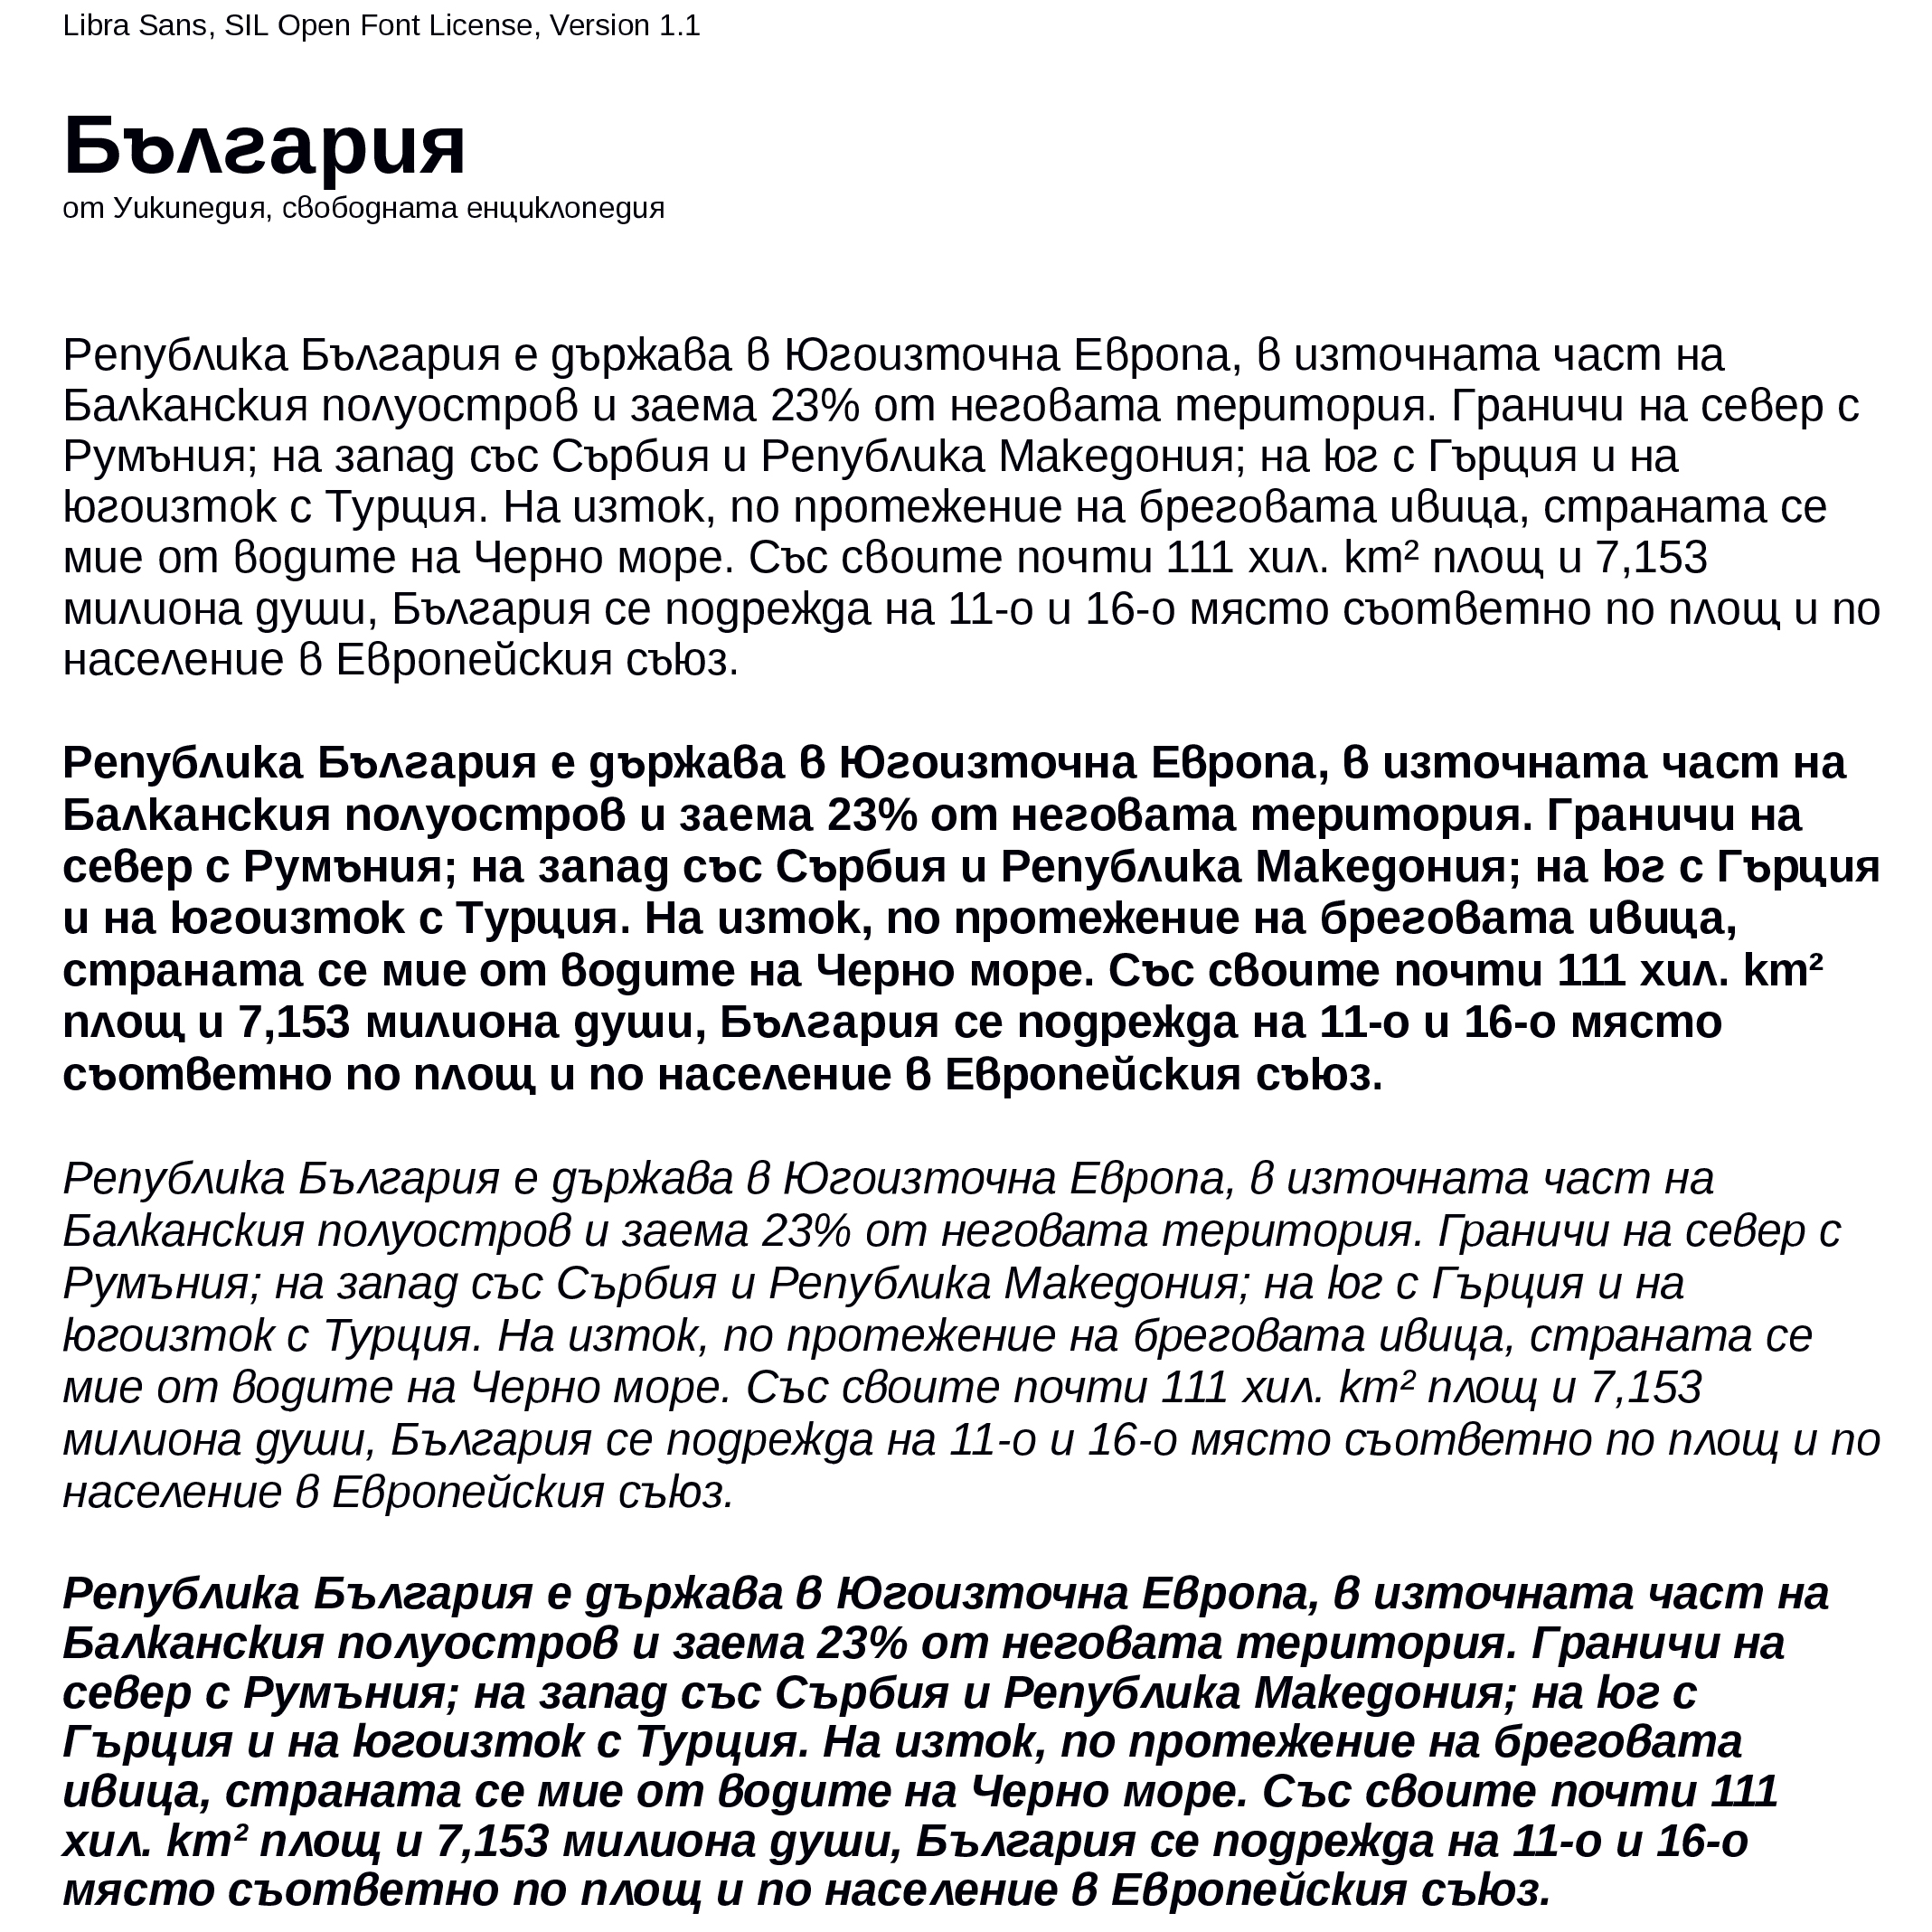 Libra Sans, SIL Open Font License, Version 1.1
България
от Уикипедия, свободната енциклопедия
Република България е държава в Югоизточна Европа, в източната част на
Балканския полуостров и заема 23% от неговата територия. Граничи на север с
Румъния; на запад със Сърбия и Република Македония; на юг с Гърция и на
югоизток с Турция. На изток, по протежение на бреговата ивица, страната се
мие от водите на Черно море. Със своите почти 111 хил. km² площ и 7,153
милиона души, България се подрежда на 11-о и 16-о място съответно по площ и по
население в Европейския съюз.
Република България е държава в Югоизточна Европа, в източната част на
Балканския полуостров и заема 23% от неговата територия. Граничи на
север с Румъния; на запад със Сърбия и Република Македония; на юг с Гърция
и на югоизток с Турция. На изток, по протежение на бреговата ивица,
страната се мие от водите на Черно море. Със своите почти 111 хил. km²
площ и 7,153 милиона души, България се подрежда на 11-о и 16-о място
съответно по площ и по население в Европейския съюз.
Република България е държава в Югоизточна Европа, в източната част на
Балканския полуостров и заема 23% от неговата територия. Граничи на север с
Румъния; на запад със Сърбия и Република Македония; на юг с Гърция и на
югоизток с Турция. На изток, по протежение на бреговата ивица, страната се
мие от водите на Черно море. Със своите почти 111 хил. km² площ и 7,153
милиона души, България се подрежда на 11-о и 16-о място съответно по площ и по
население в Европейския съюз.
Република България е държава в Югоизточна Европа, в източната част на
Балканския полуостров и заема 23% от неговата територия. Граничи на
север с Румъния; на запад със Сърбия и Република Македония; на юг с
Гърция и на югоизток с Турция. На изток, по протежение на бреговата
ивица, страната се мие от водите на Черно море. Със своите почти 111
хил. km² площ и 7,153 милиона души, България се подрежда на 11-о и 16-о
място съответно по площ и по население в Европейския съюз.